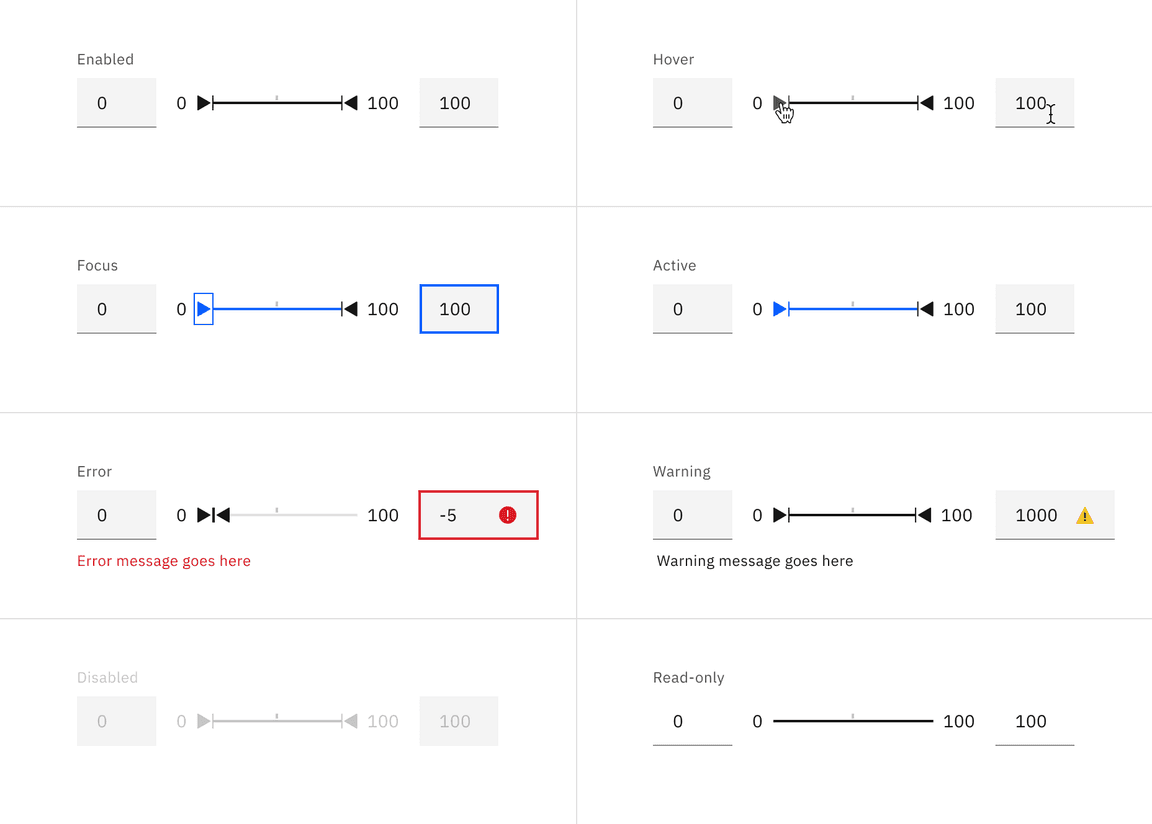 Enabled
0 0 100 100
Hover
0 0 100 100
Focus
0 0 100 100
Active
0 0 100 100
Error
0 0 100 -5
Error message goes here
Warning
0 0 100 1000
Warning message goes here
Disabled
0 0 100 100
Read-only
0 0 100 100